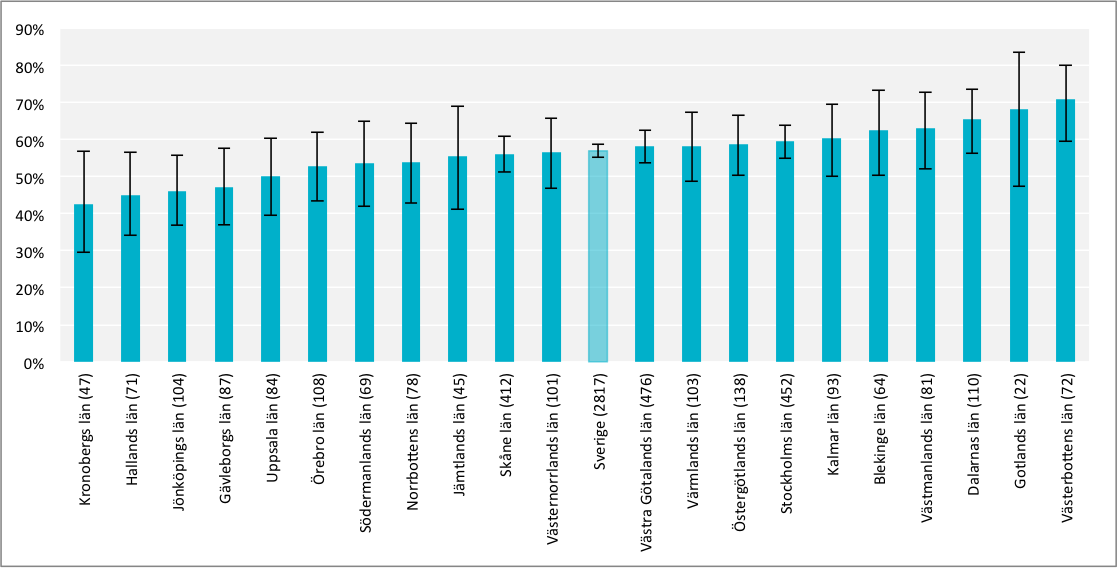 90%
80%
70%
60%
50%
40%
30%
20%
10%
0%
Kronobergs län (47)
Hallands län (71)
Jönköpings län (104)
Gävleborgs län (87)
Uppsala län (84)
Örebro län (108)
Södermanlands län (69)
Norrbottens län (78)
Jämtlands län (45)
Skåne län (412)
Västernorrlands län (101)
Sverige (2817)
Västra Götalands län (476)
Värmlands län (103)
Östergötlands län (138)
Stockholms län (452)
Kalmar län (93)
Blekinge län (64)
Västmanlands län (81)
Dalarnas län (110)
Gotlands län (22)
Västerbottens län (72)